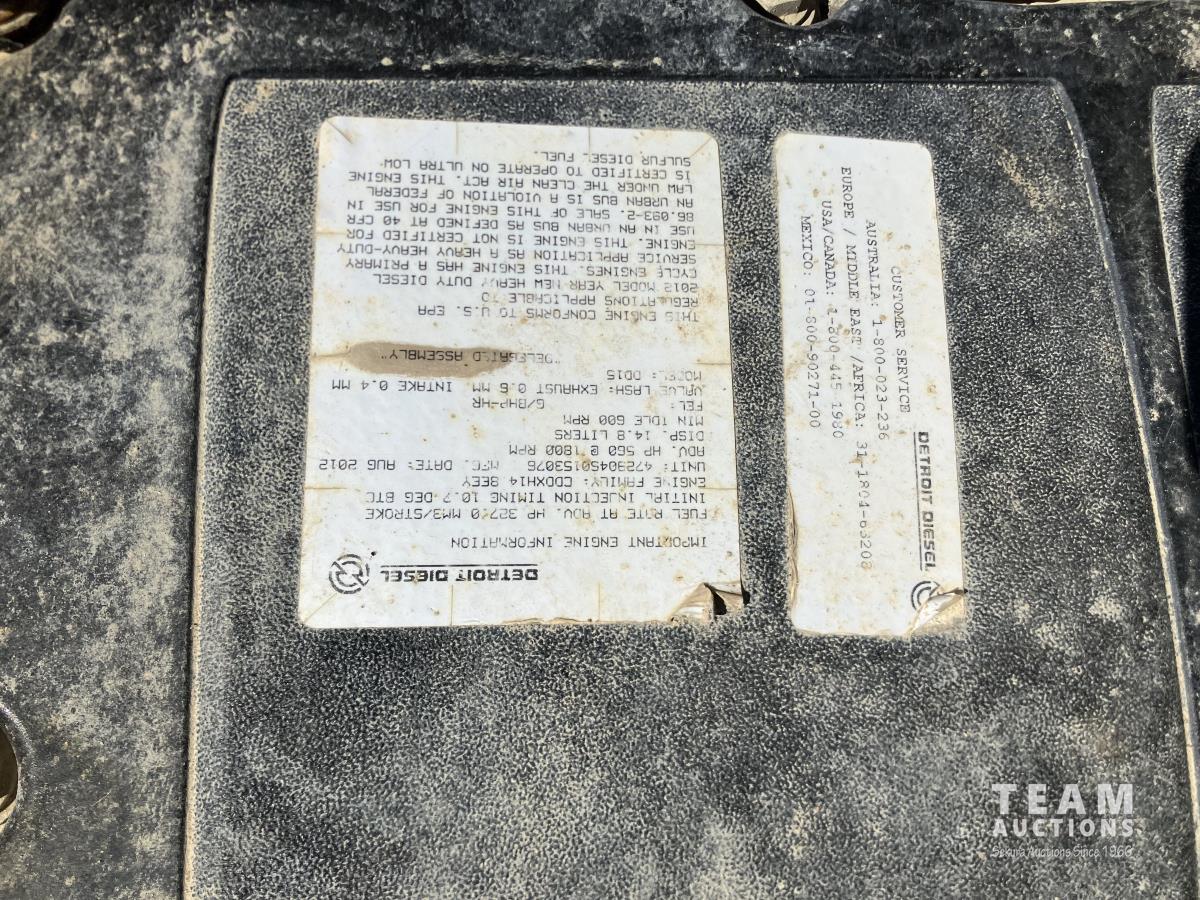 DETROIT DIESEL
IMPORTANT ENGINE INFORMATION
FUEL RATE AT ADV. HP 327.0 MM3/STROKE
INITIAL INJECTION TIMING 10.7 DEG BTC
ENGINE FAMILY: CDDXH14.8EEY
UNIT: 472904S0153076 MFC. DATE: AUG 2012
ADV. HP 560 @ 1800 RPM
DISP. 14.8 LITERS
MIN IDLE 600 RPM
FEL: G/BHP-HR
VALVE LASH: EXHAUST 0.6 MM INTAKE 0.4 MM
MODEL: DD15
"DELEGATED ASSEMBLY"
THIS ENGINE CONFORMS TO U.S. EPA
REGULATIONS APPLICABLE TO
2012 MODEL YEAR NEW HEAVY DUTY DIESEL
CYCLE ENGINES. THIS ENGINE HAS A PRIMARY
SERVICE APPLICATION AS A HEAVY HEAVY-DUTY
ENGINE. THIS ENGINE IS NOT CERTIFIED FOR
USE IN AN URBAN BUS AS DEFINED AT 40 CFR
86.093-2. SALE OF THIS ENGINE FOR USE IN
AN URBAN BUS IS A VIOLATION OF FEDERAL
LAW UNDER THE CLEAN AIR ACT. THIS ENGINE
IS CERTIFIED TO OPERATE ON ULTRA LOW
SULFUR DIESEL FUEL.
DETROIT DIESEL
CUSTOMER SERVICE
AUSTRALIA: 1-800-023-236
EUROPE / MIDDLE EAST /AFRICA: 31-1804-63208
USA/CANADA: 1-800-445-1980
MEXICO: 01-800-90271-00
TEAM
AUCTIONS
Sekura Auctions Since 1966